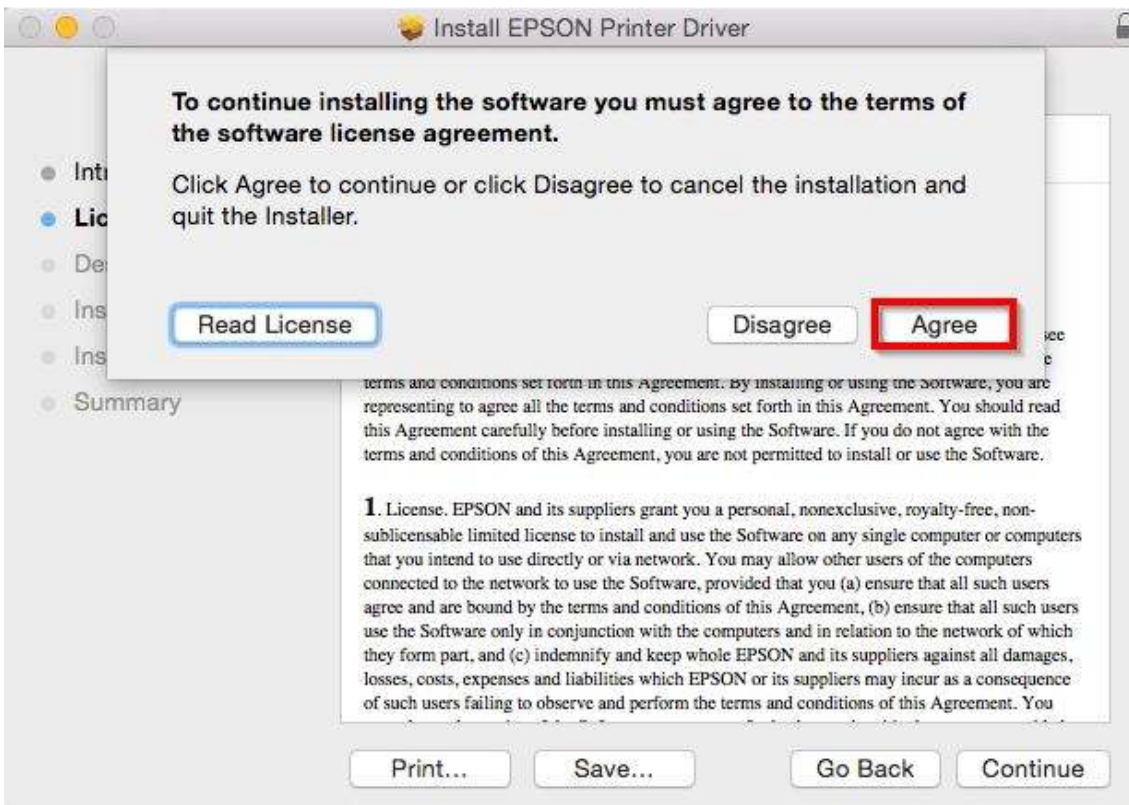 Install EPSON Printer Driver
To continue installing the software you must agree to the terms of
the software license agreement.
Click Agree to continue or click Disagree to cancel the installation and
quit the Installer.
Read License
Disagree
Agree
Int
Lic
De
Ins
Ins
Summary
see
terms and conditions set forth in this Agreement. By installing or using the Software, you are
representing to agree all the terms and conditions set forth in this Agreement. You should read
this Agreement carefully before installing or using the Software. If you do not agree with the
terms and conditions of this Agreement, you are not permitted to install or use the Software.
1. License. EPSON and its suppliers grant you a personal, nonexclusive, royalty-free, non-
sublicensable limited license to install and use the Software on any single computer or computers
that you intend to use directly or via network. You may allow other users of the computers
connected to the network to use the Software, provided that you (a) ensure that all such users
agree and are bound by the terms and conditions of this Agreement, (b) ensure that all such users
use the Software only in conjunction with the computers and in relation to the network of which
they form part, and (c) indemnify and keep whole EPSON and its suppliers against all damages,
losses, costs, expenses and liabilities which EPSON or its suppliers may incur as a consequence
of such users failing to observe and perform the terms and conditions of this Agreement. You
Print...
Save...
Go Back
Continue